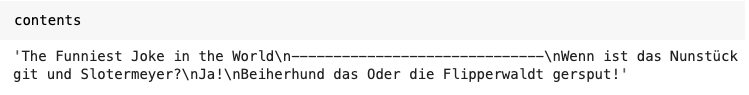 contents
'The Funniest Joke in the World\n------------------------------\nWenn ist das Nunstück
git und Slotermeyer?\nJa!\nBeiherhund das Oder die Flipperwaldt gersput!'